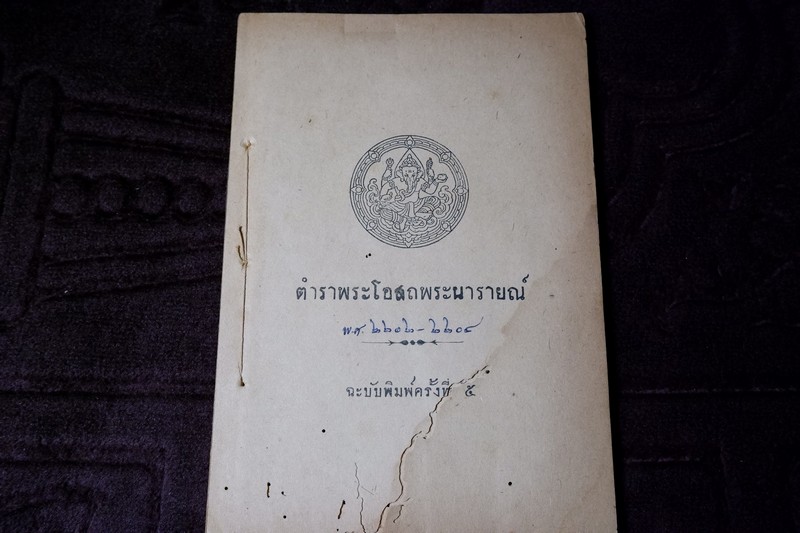 ตำราพระโอสถพระนารายณ์
พ.ศ. ๒๒๐๒-๒๒๐๔
ฉะบับพิมพ์ครั้งที่ ๕